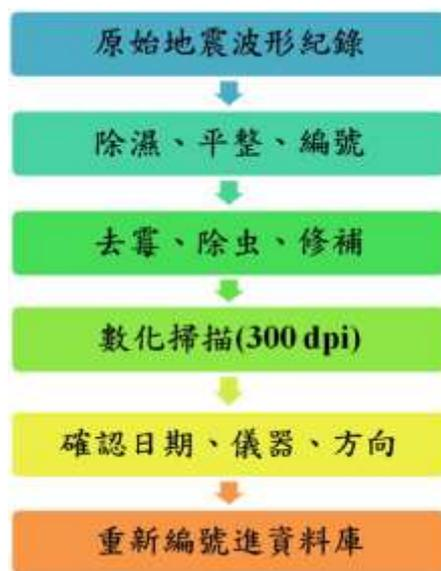 原始地震波形紀錄
除濕、平整、編號
去霉、除虫、修補
數化掃描(300 dpi)
確認日期、儀器、方向
重新編號進資料庫